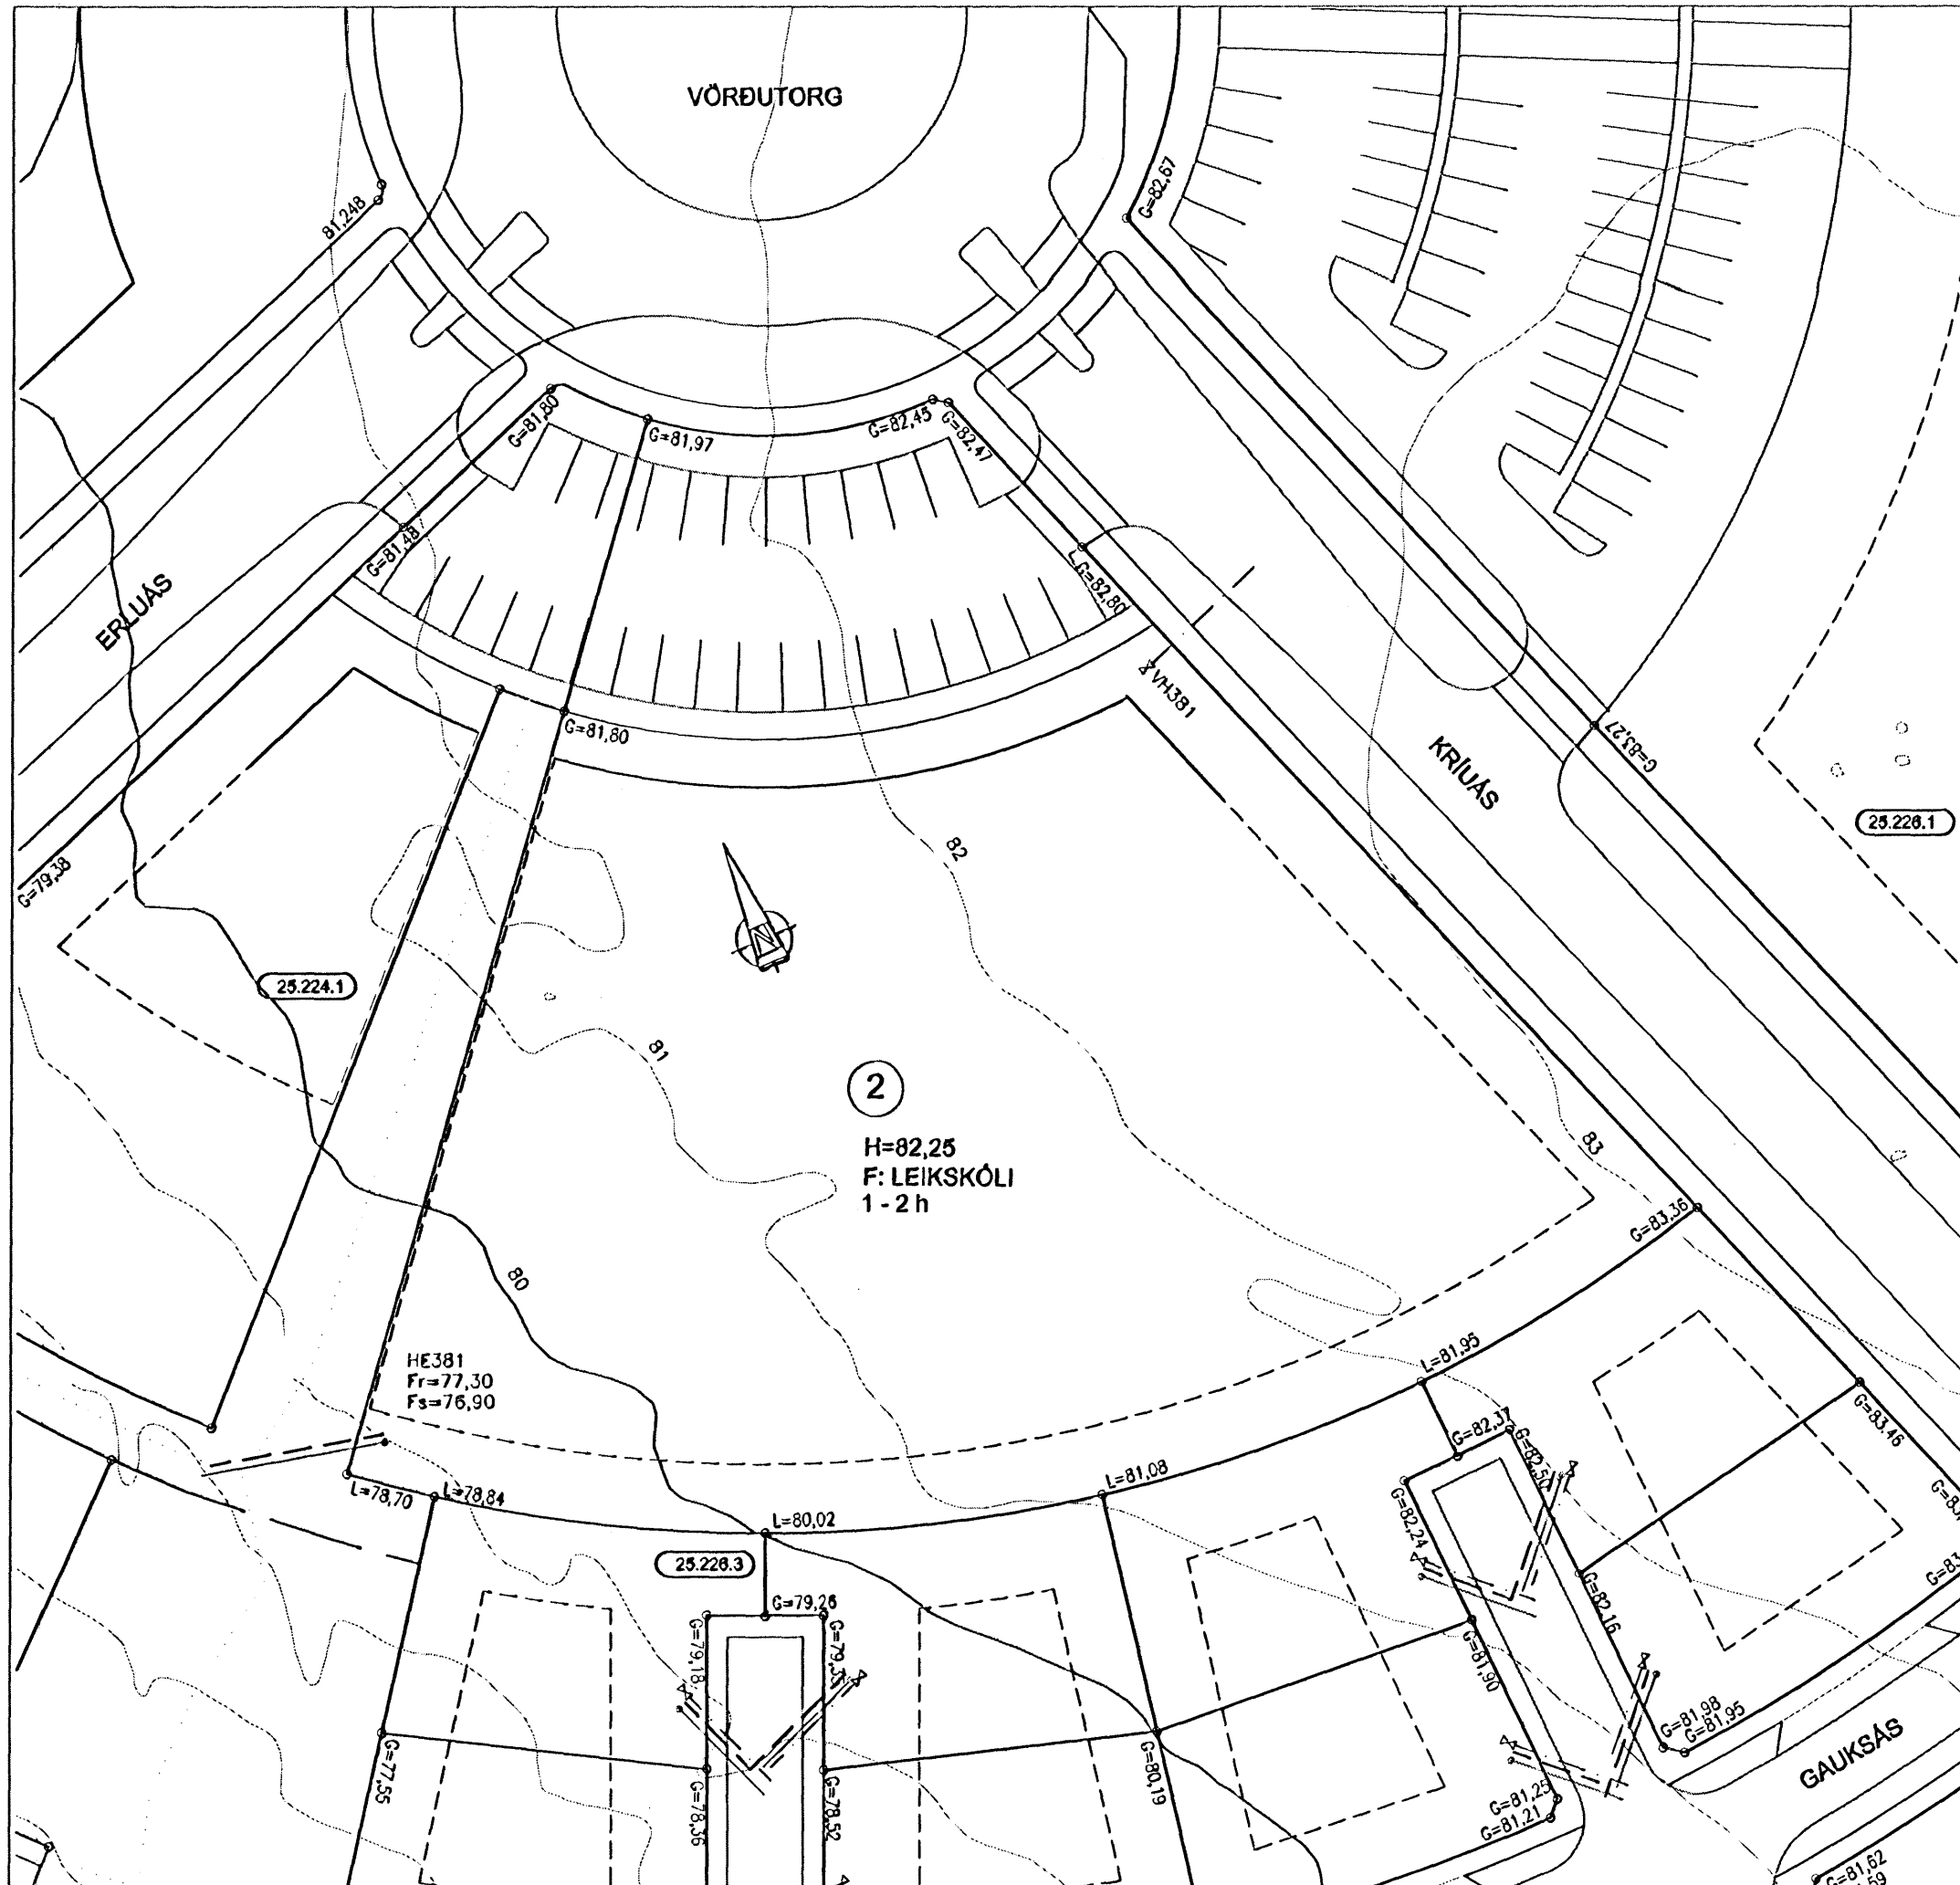 VÖRÐUTORG
81,248
G=82,67
G=81,80
G=81,97
G=82,45
G=82,47
G=81,48
G=82,80
ERLUÁS
VH381
G=81,80
G=83,27
KRÍUÁS
25.226.1
82
G=79,38
N
25.224.1
81
2
H=82,25
F: LEIKSKÓLI
1 - 2 h
83
G=83,36
80
HE381
Fr=77,30
Fs=76,90
L=81,95
G=83,46
G=82,37
G=82,50
L=78,70
L=78,84
L=81,08
L=80,02
G=82,24
25.226.3
G=79,26
G=79,18
G=82,16
G=81,90
G=81,98
G=81,95
GAUKSÁS
G=77,55
G=78,36
G=78,52
G=80,19
G=81,25
G=81,21
G=81,62